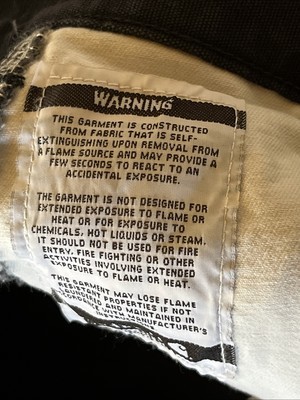 WARNING
THIS GARMENT IS CONSTRUCTED
FROM FABRIC THAT IS SELF-
EXTINGUISHING UPON REMOVAL FROM
A FLAME SOURCE AND MAY PROVIDE A
FEW SECONDS TO REACT TO AN
ACCIDENTAL EXPOSURE.
THE GARMENT IS NOT DESIGNED FOR
EXTENDED EXPOSURE TO FLAME OR
HEAT OR FOR EXPOSURE TO
CHEMICALS, HOT LIQUIDS OR STEAM.
IT SHOULD NOT BE USED FOR FIRE
ENTRY, FIRE FIGHTING OR OTHER
ACTIVITIES INVOLVING EXTENDED
EXPOSURE TO FLAME OR HEAT.
THIS GARMENT MAY LOSE FLAME
RESISTANT PROPERTIES IF NOT
LAUNDERED AND MAINTAINED IN
WITH MANUFACTURER'S